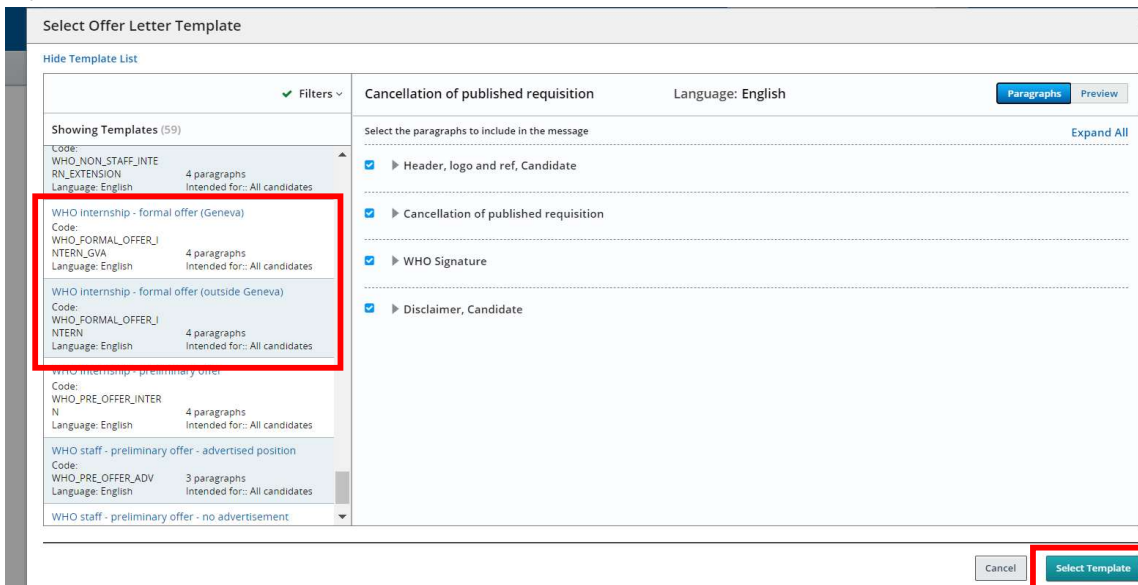 Select Offer Letter Template
Hide Template List
Filters
Showing Templates (59)
Code:
WHO_NON_STAFF_INTE
RN_EXTENSION 4 paragraphs
Language: English Intended for:: All candidates
WHO internship - formal offer (Geneva)
Code:
WHO_FORMAL_OFFER_I
NTERN_GVA 4 paragraphs
Language: English Intended for:: All candidates
WHO internship - formal offer (outside Geneva)
Code:
WHO_FORMAL_OFFER_I
NTERN 4 paragraphs
Language: English Intended for:: All candidates
WHO internship - preliminary offer
Code:
WHO_PRE_OFFER_INTER
N 4 paragraphs
Language: English Intended for:: All candidates
WHO staff - preliminary offer - advertised position
Code:
WHO_PRE_OFFER_ADV 3 paragraphs
Language: English Intended for:: All candidates
WHO staff - preliminary offer - no advertisement
Cancellation of published requisition Language: English Paragraphs Preview
Select the paragraphs to include in the message Expand All
Header, logo and ref, Candidate
Cancellation of published requisition
WHO Signature
Disclaimer, Candidate
Cancel Select Template